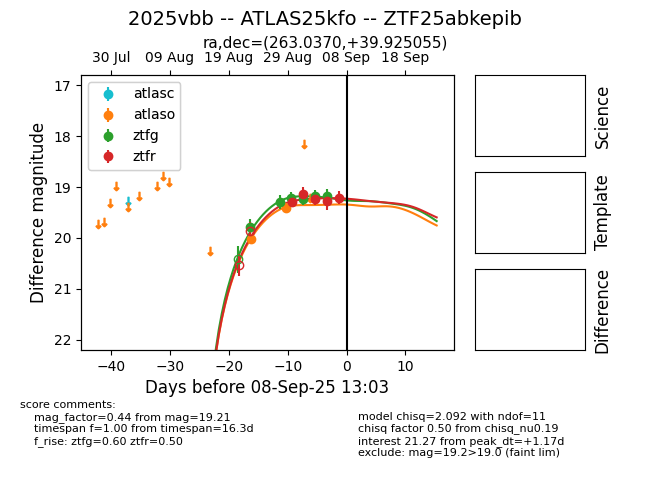 2025vbb -- ATLAS25kfo -- ZTF25abkepib
ra,dec=(263.0370,+39.925055)
30 Jul 09 Aug 19 Aug 29 Aug 08 Sep 18 Sep
17
18
19
20
21
22
Difference magnitude
atlasc
atlaso
ztfg
ztfr
−40 −30 −20 −10 0 10
Days before 08-Sep-25 13:03
Science
Template
Difference
score comments:
mag_factor=0.44 from mag=19.21
timespan f=1.00 from timespan=16.3d
f_rise: ztfg=0.60 ztfr=0.50
model chisq=2.092 with ndof=11
chisq factor 0.50 from chisq_nu0.19
interest 21.27 from peak_dt=+1.17d
exclude: mag=19.2>19.0 (faint lim)